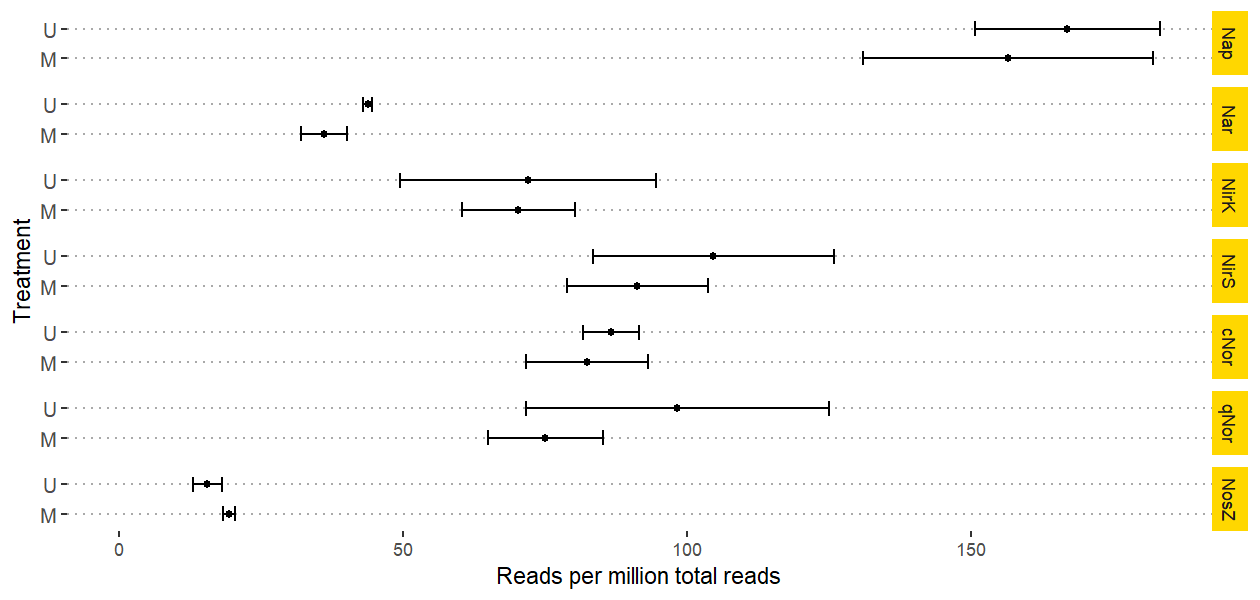 U
M
Nap
U
M
Nar
U
M
NirK
U
M
NirS
U
M
cNor
U
M
qNor
U
M
NosZ
Treatment
0 50 100 150
Reads per million total reads